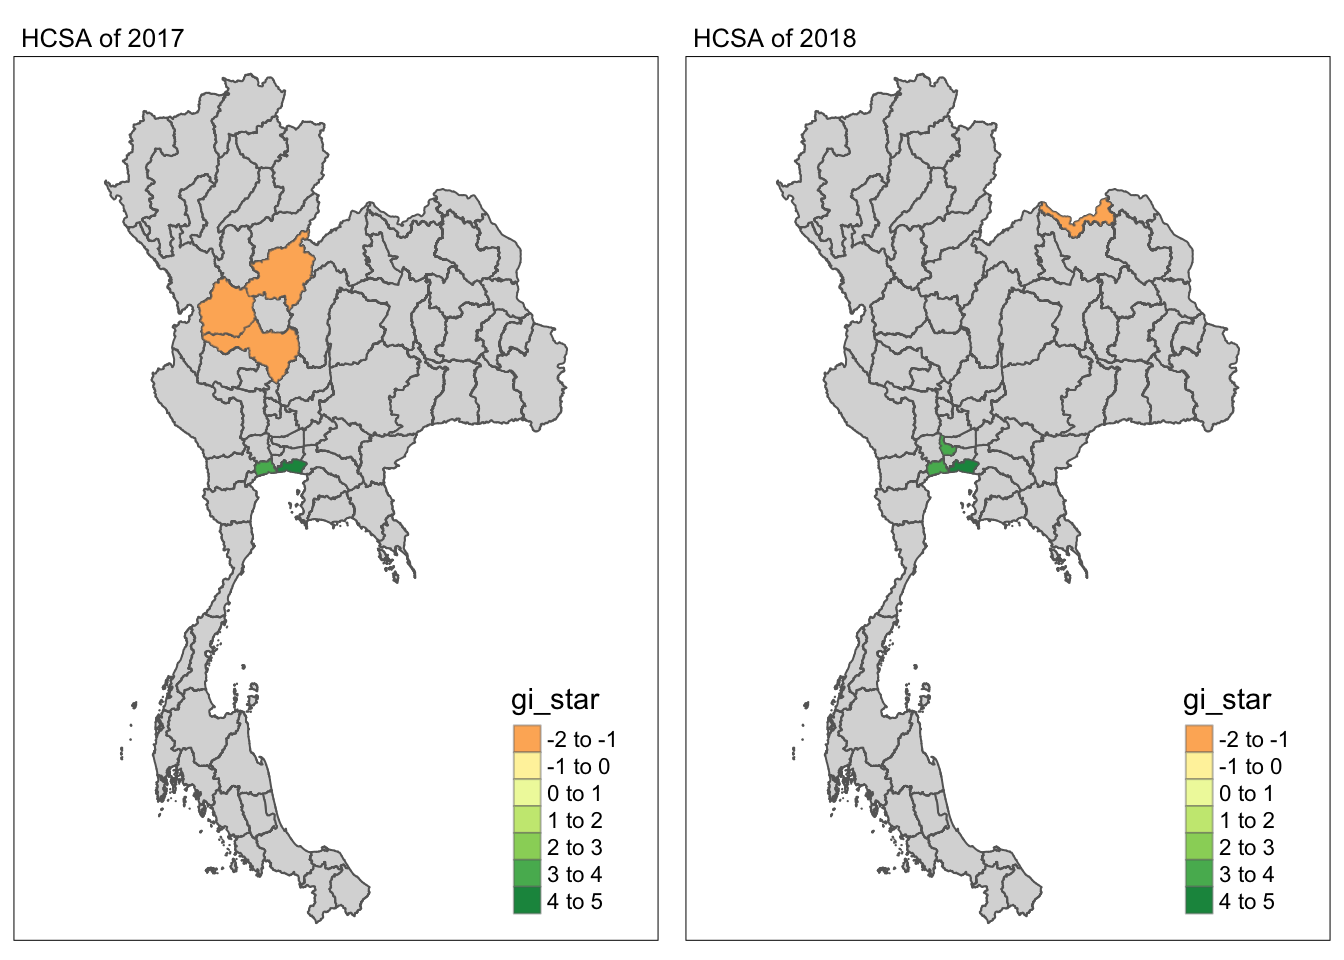 HCSA of 2017
gi_star
-2 to -1
-1 to 0
0 to 1
1 to 2
2 to 3
3 to 4
4 to 5
HCSA of 2018
gi_star
-2 to -1
-1 to 0
0 to 1
1 to 2
2 to 3
3 to 4
4 to 5